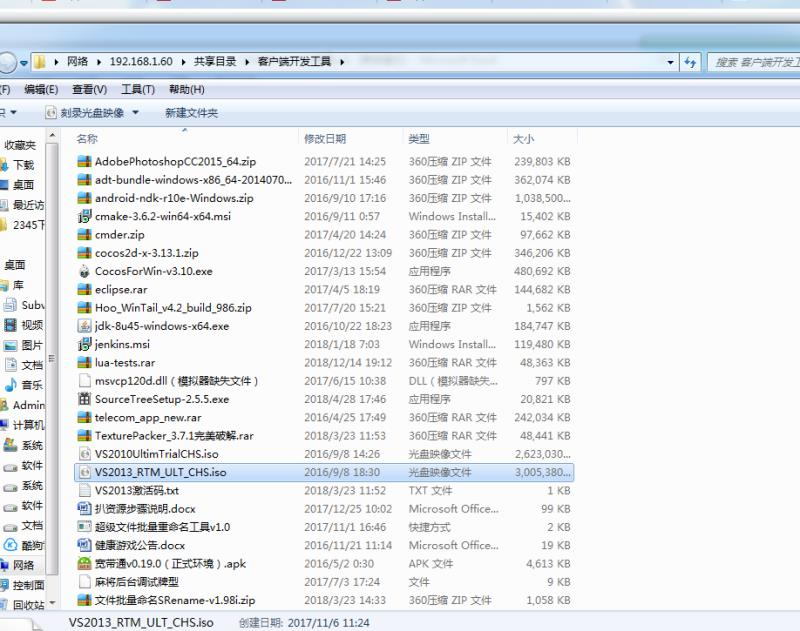 网络 192.168.1.60 共享目录 客户端开发工具 搜索 客户端开发工
(F) 编辑(E) 查看(V) 工具(T) 帮助(H)
刻录光盘映像 新建文件夹
收藏夹
下载
桌面
最近访
2345下
桌面
库
Subv
视频
图片
文档
音乐
Admin
计算机
系统
软件
系统
软件
文档
酷狗
网络
控制面
回收站
名称 修改日期 类型 大小
AdobePhotoshopCC2015_64.zip 2017/7/21 14:25 360压缩 ZIP 文件 239,803 KB
adt-bundle-windows-x86_64-2014070... 2016/11/1 15:46 360压缩 ZIP 文件 362,074 KB
android-ndk-r10e-Windows.zip 2016/9/10 17:16 360压缩 ZIP 文件 1,038,500...
cmake-3.6.2-win64-x64.msi 2016/9/11 0:57 Windows Install... 15,402 KB
cmder.zip 2017/4/20 14:24 360压缩 ZIP 文件 97,662 KB
cocos2d-x-3.13.1.zip 2016/12/22 13:09 360压缩 ZIP 文件 346,206 KB
CocosForWin-v3.10.exe 2017/3/13 15:54 应用程序 480,692 KB
eclipse.rar 2017/4/5 18:19 360压缩 RAR 文件 144,682 KB
Hoo_WinTail_v4.2_build_986.zip 2017/7/20 15:21 360压缩 ZIP 文件 1,562 KB
jdk-8u45-windows-x64.exe 2016/10/22 18:23 应用程序 184,747 KB
jenkins.msi 2018/1/18 7:03 Windows Install... 119,480 KB
lua-tests.rar 2018/12/14 19:12 360压缩 RAR 文件 48,363 KB
msvcp120d.dll（模拟器缺失文件） 2017/6/15 10:38 DLL（模拟器缺失... 797 KB
SourceTreeSetup-2.5.5.exe 2018/4/28 17:46 应用程序 20,821 KB
telecom_app_new.rar 2016/4/25 17:49 360压缩 RAR 文件 242,034 KB
TexturePacker_3.7.1完美破解.rar 2018/3/23 11:53 360压缩 RAR 文件 48,441 KB
VS2010UltimTrialCHS.iso 2016/9/8 14:26 光盘映像文件 2,623,030...
VS2013_RTM_ULT_CHS.iso 2016/9/8 18:30 光盘映像文件 3,005,380...
VS2013激活码.txt 2018/3/23 11:52 TXT 文件 1 KB
扒资源步骤说明.docx 2017/12/25 10:02 Microsoft Office... 99 KB
超级文件批量重命名工具v1.0 2017/11/1 16:46 快捷方式 2 KB
健康游戏公告.docx 2016/11/21 11:14 Microsoft Office... 19 KB
宽带通v0.19.0（正式环境）.apk 2016/5/2 0:30 APK 文件 4,613 KB
麻将后台调试牌型 2017/7/3 17:24 文件 9 KB
文件批量命名SRename-v1.98i.zip 2018/3/23 14:33 360压缩 ZIP 文件 1,058 KB
VS2013_RTM_ULT_CHS.iso 创建日期: 2017/11/6 11:24